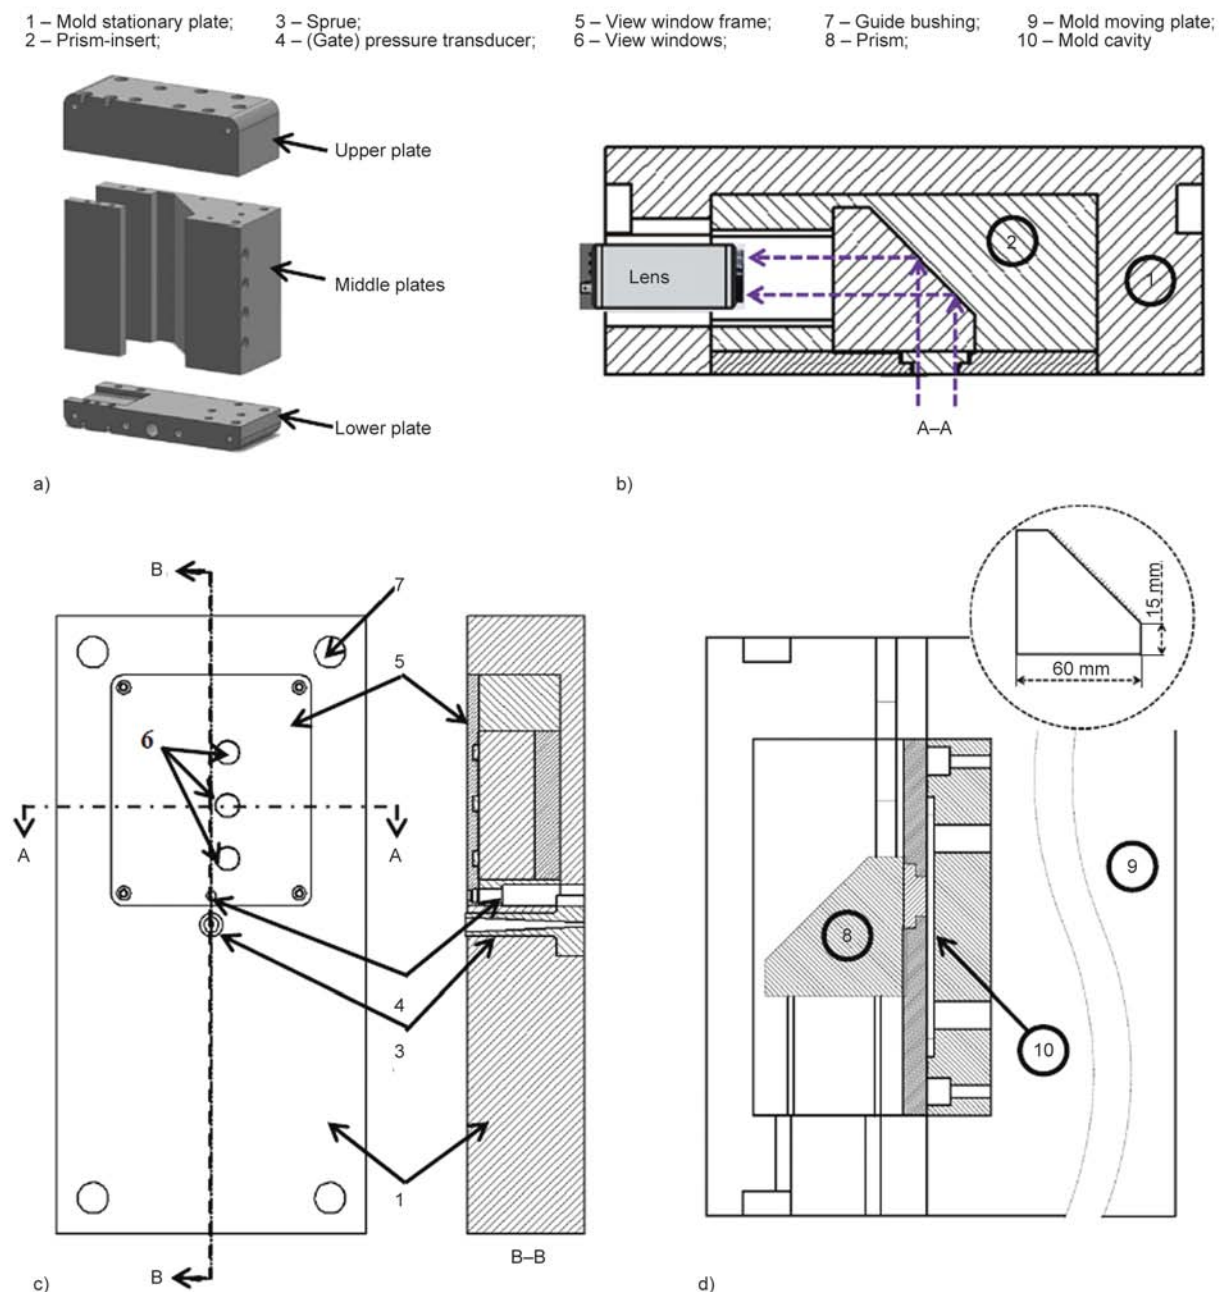 1 – Mold stationary plate; 3 – Sprue; 5 – View window frame; 7 – Guide bushing; 9 – Mold moving plate;
2 – Prism-insert; 4 – (Gate) pressure transducer; 6 – View windows; 8 – Prism; 10 – Mold cavity
Upper plate
Middle plates
Lower plate
a)
Lens
2
1
A–A
b)
B
7
5
6
A
A
4
3
1
B
B–B
c)
15 mm
60 mm
9
8
10
d)